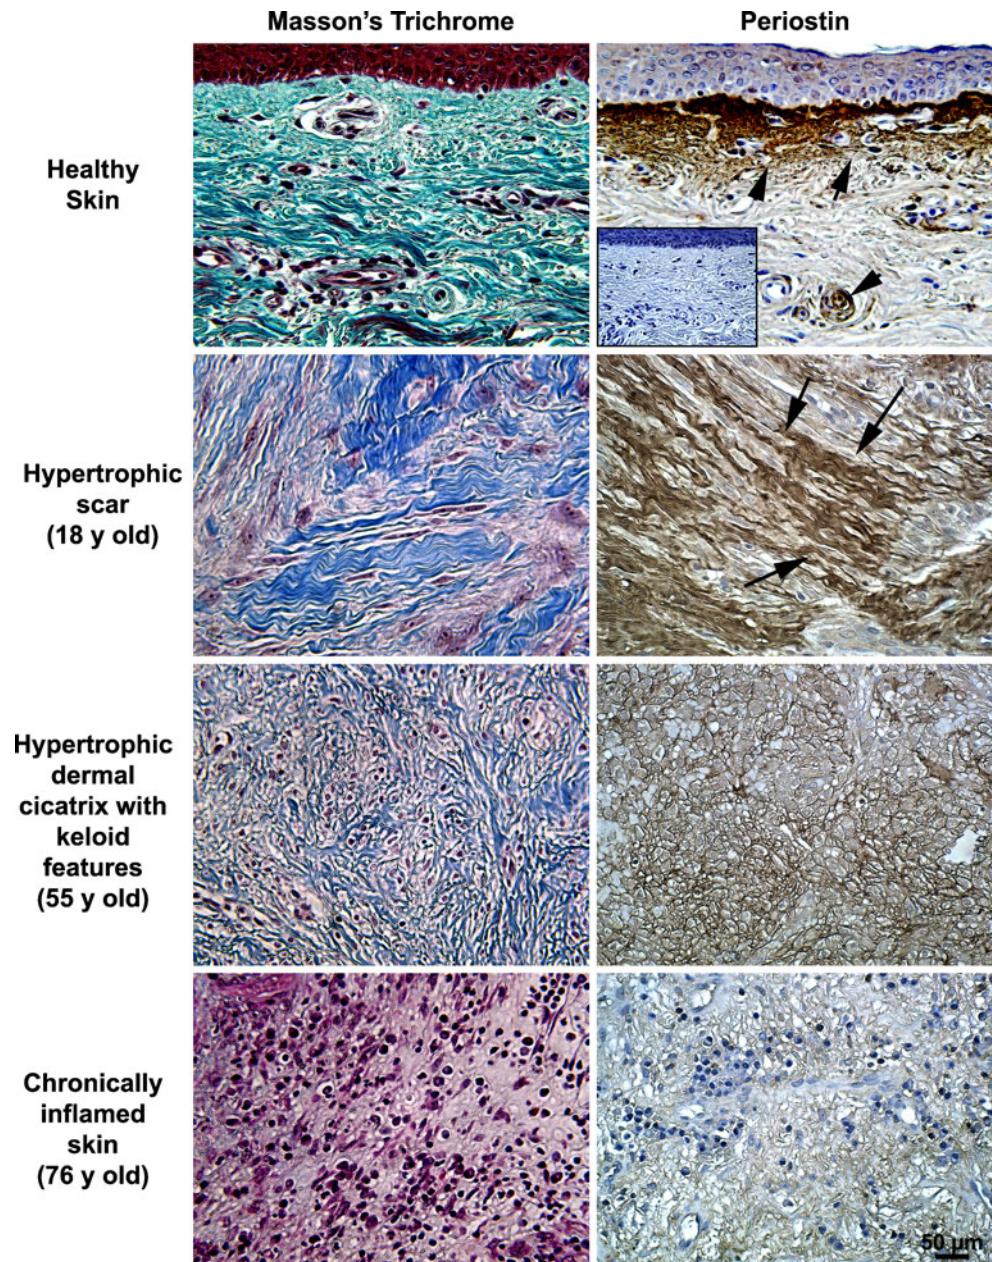 Masson's Trichrome
Periostin
Healthy
Skin
Hypertrophic
scar
(18 y old)
Hypertrophic
dermal
cicatrix with
keloid
features
(55 y old)
Chronically
inflamed
skin
(76 y old)
50 μm